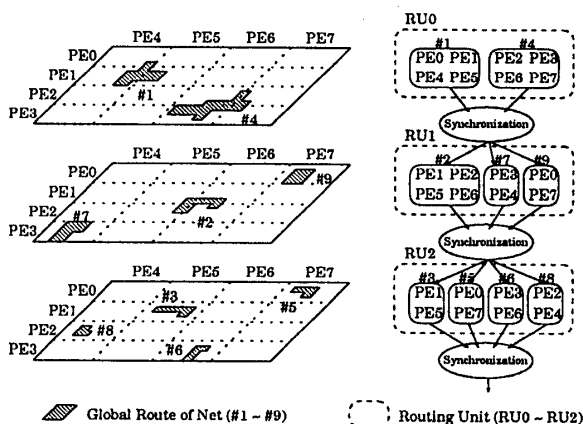 PE4 PE5 PE6 PE7
PE0
PE1
PE2
PE3
#1
#4
PE4 PE5 PE6 PE7
PE0
PE1
PE2
PE3
#9
#7
#2
PE4 PE5 PE6 PE7
PE0
PE1
PE2
PE3
#3
#5
#8
#6
RU0
#1 #4
PE0 PE1 PE2 PE3
PE4 PE5 PE6 PE7
Synchronization
RU1
#2 #7 #9
PE1 PE2 PE3 PE0
PE5 PE6 PE4 PE7
Synchronization
RU2
#3 #5 #6 #8
PE1 PE0 PE3 PE2
PE5 PE7 PE6 PE4
Synchronization
Global Route of Net (#1 ~ #9)
Routing Unit (RU0 ~ RU2)